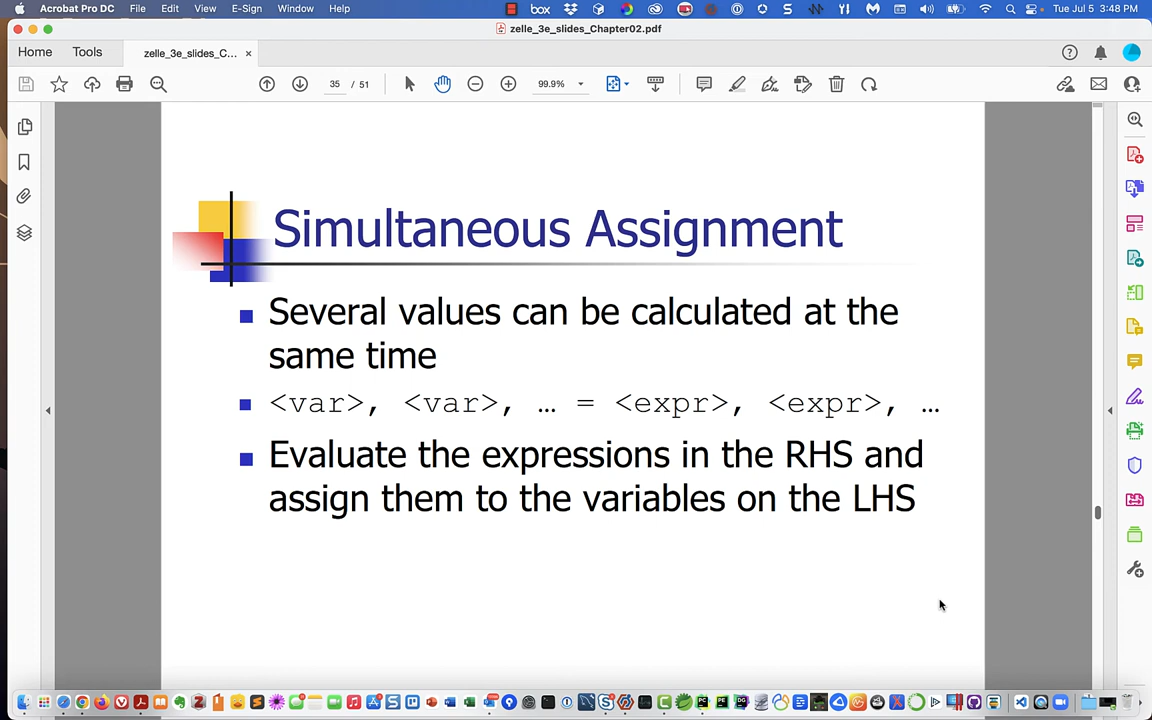 Acrobat Pro DC File Edit View E-Sign Window Help box Tue Jul 5 3:48 PM
zelle_3e_slides_Chapter02.pdf
Home Tools zelle_3e_slides_C... ×
35 / 51 99.9%
Simultaneous Assignment
Several values can be calculated at the
same time
<var>, <var>, … = <expr>, <expr>, …
Evaluate the expressions in the RHS and
assign them to the variables on the LHS